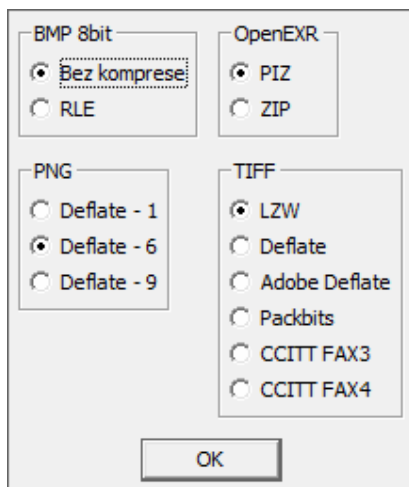 BMP 8bit
Bez komprese
RLE
OpenEXR
PIZ
ZIP
PNG
Deflate - 1
Deflate - 6
Deflate - 9
TIFF
LZW
Deflate
Adobe Deflate
Packbits
CCITT FAX3
CCITT FAX4
OK